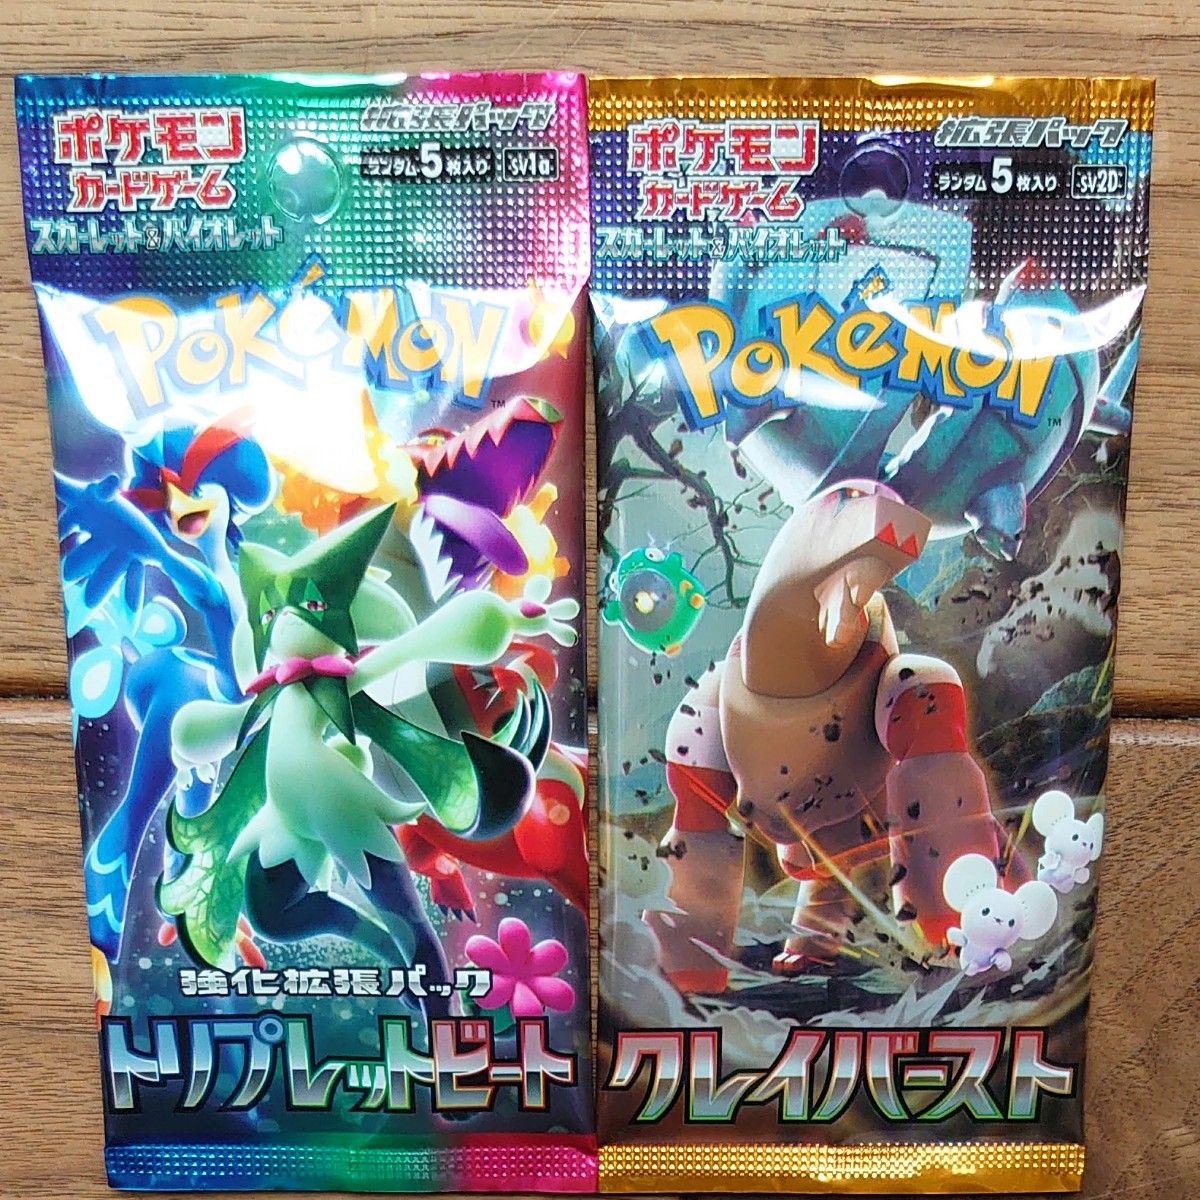 ポケモン
カードゲーム
スカーレット&バイオレット
拡張パック
ランダム5枚入り
SV1a
POKéMON
TM
強化拡張パック
トリプレットビート
ポケモン
カードゲーム
スカーレット&バイオレット
拡張パック
ランダム5枚入り
SV2D
POKéMON
TM
クレイバースト